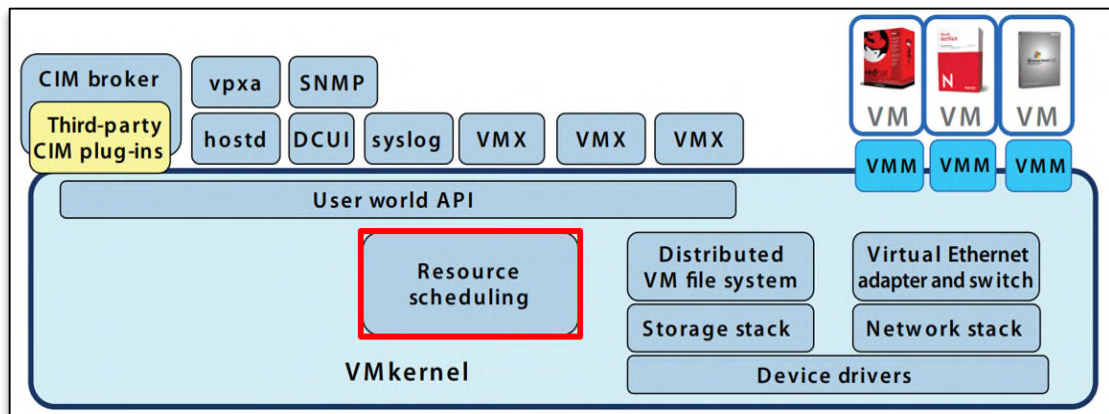 CIM broker
Third-party
CIM plug-ins
vpxa
SNMP
hostd
DCUI
syslog
VMX
VMX
VMX
VM
VM
VM
VMM
VMM
VMM
User world API
Resource
scheduling
Distributed
VM file system
Virtual Ethernet
adapter and switch
Storage stack
Network stack
VMkernel
Device drivers